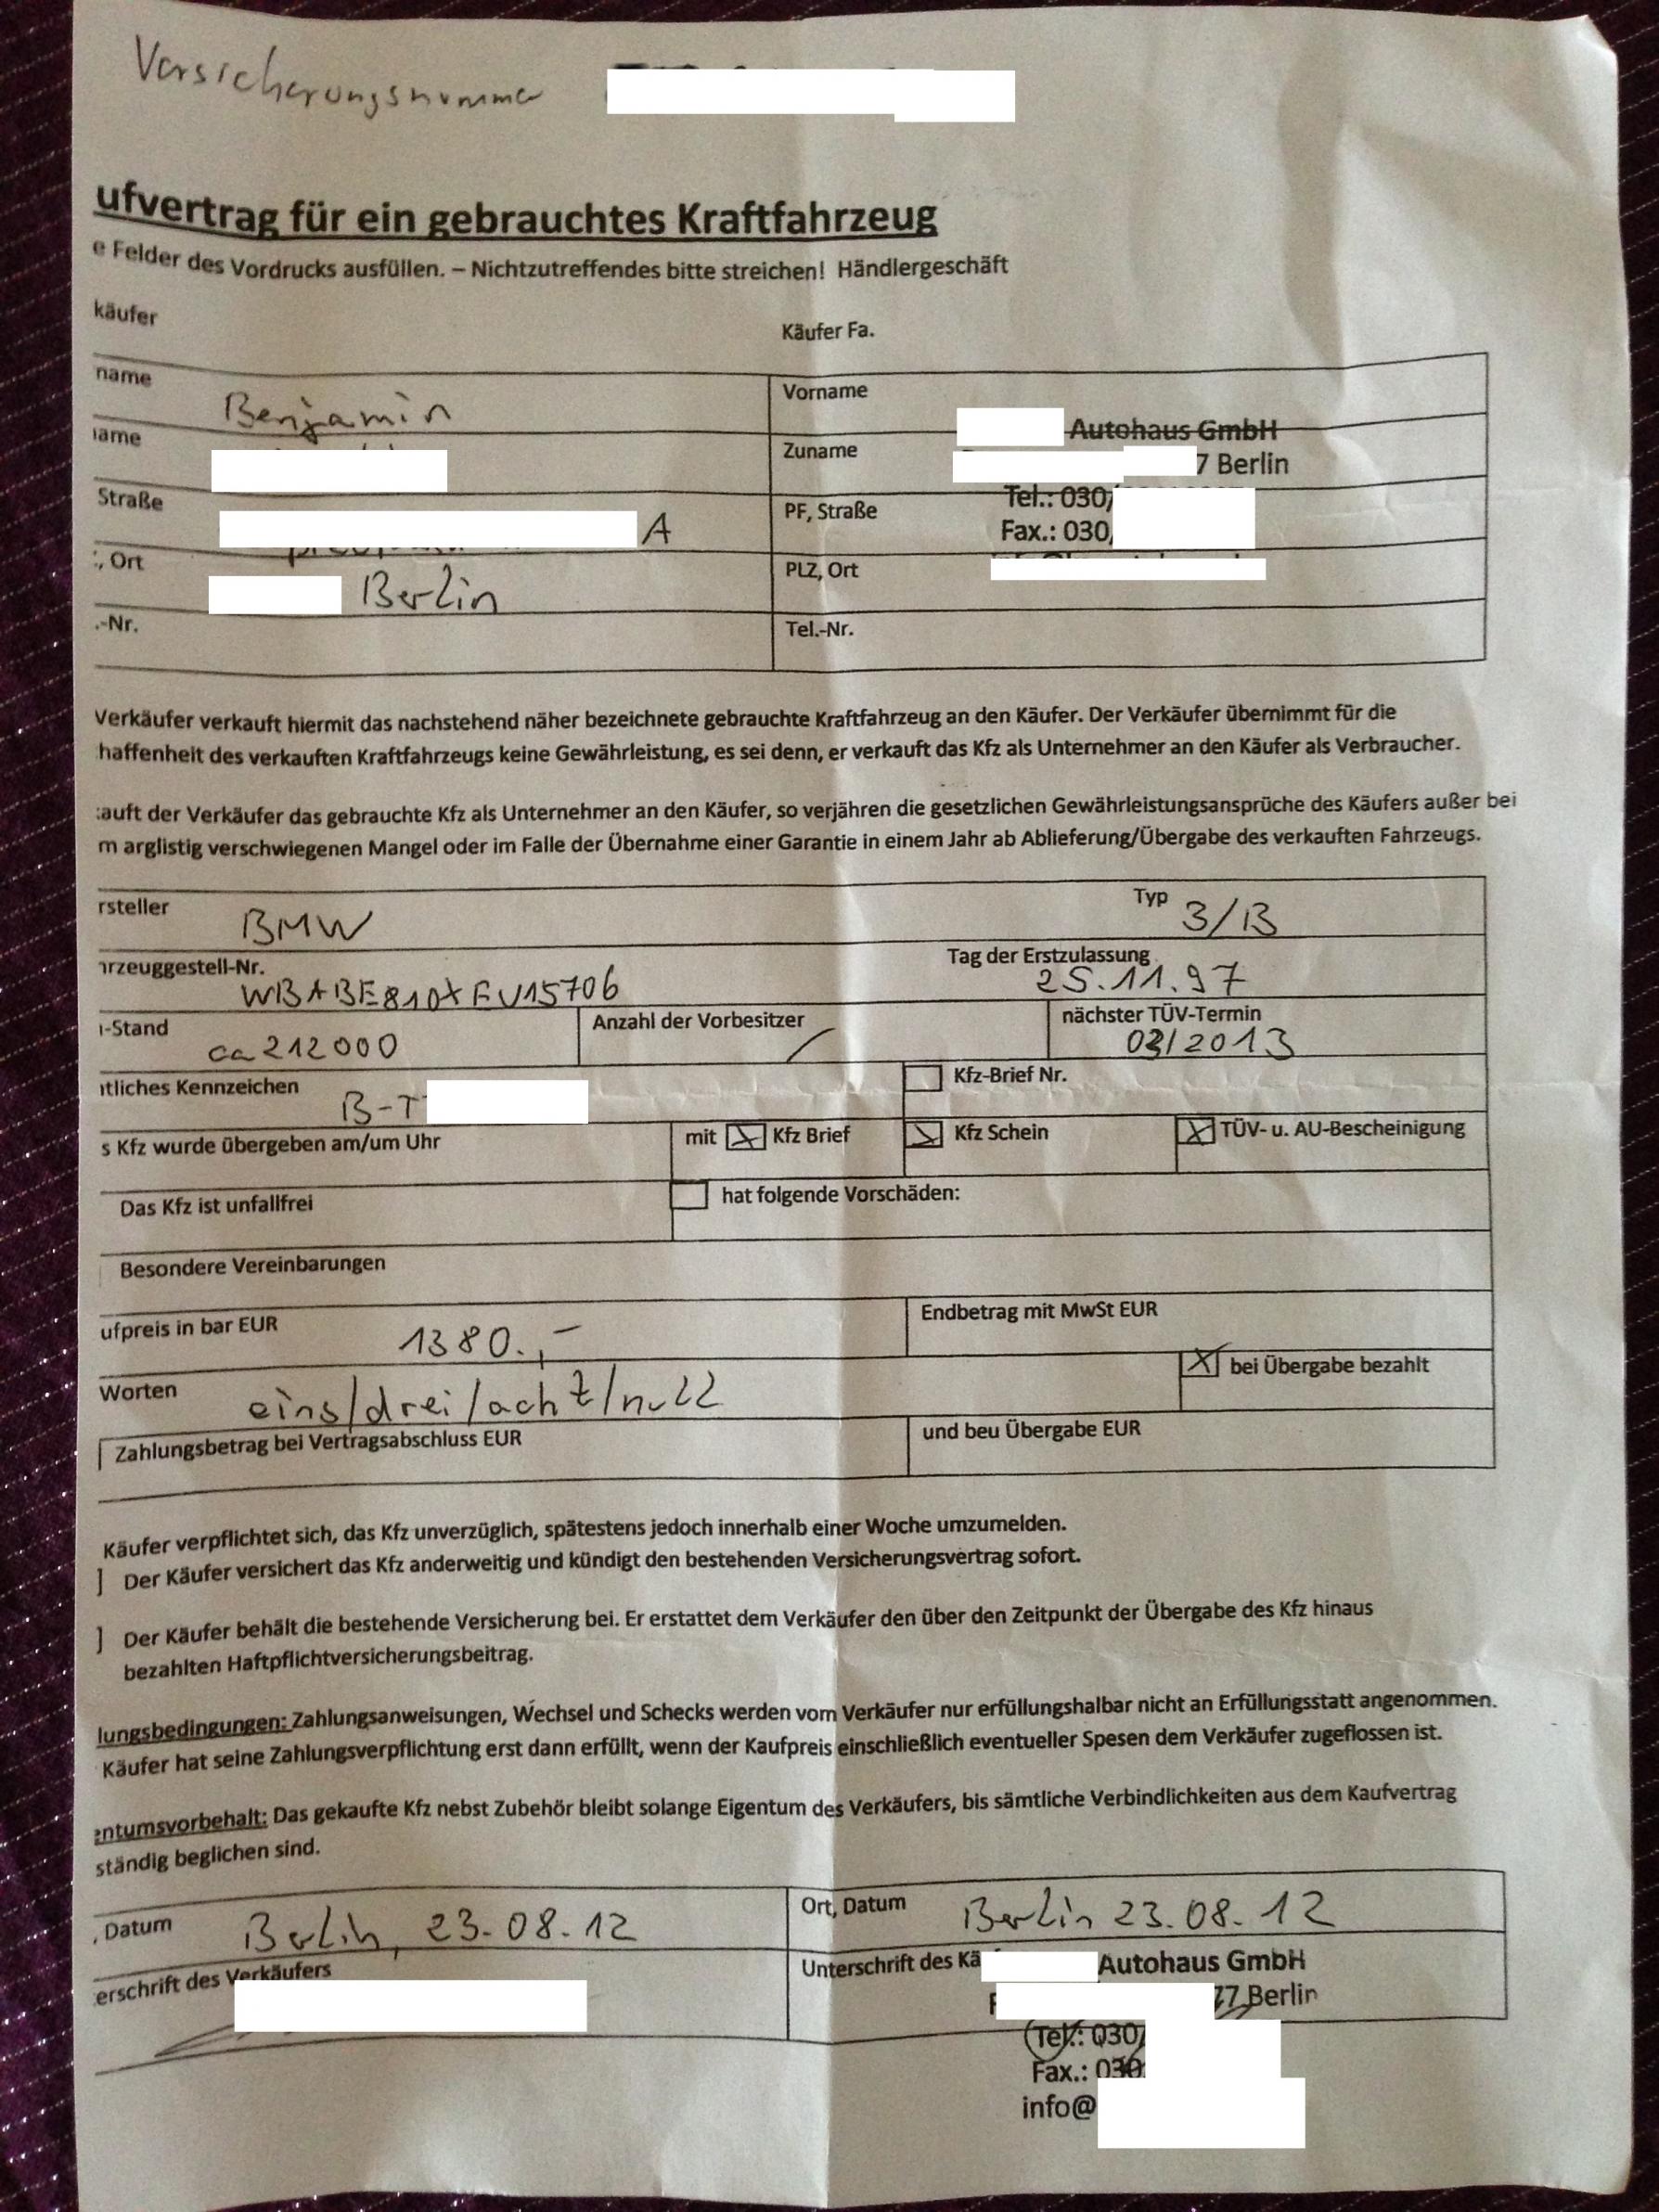 Versicherungsnummer
ufvertrag für ein gebrauchtes Kraftfahrzeug
e Felder des Vordrucks ausfüllen. – Nichtzutreffendes bitte streichen! Händlergeschäft
käufer
Käufer Fa.
name Benjamin
Vorname
Autohaus GmbH
ame
Zuname
7 Berlin
Straße A
PF, Straße
Tel.: 030/
Fax.: 030/
, Ort Berlin
PLZ, Ort
.-Nr.
Tel.-Nr.
Verkäufer verkauft hiermit das nachstehend näher bezeichnete gebrauchte Kraftfahrzeug an den Käufer. Der Verkäufer übernimmt für die
haffenheit des verkauften Kraftfahrzeugs keine Gewährleistung, es sei denn, er verkauft das Kfz als Unternehmer an den Käufer als Verbraucher.
auft der Verkäufer das gebrauchte Kfz als Unternehmer an den Käufer, so verjähren die gesetzlichen Gewährleistungsansprüche des Käufers außer bei
m arglistig verschwiegenen Mangel oder im Falle der Übernahme einer Garantie in einem Jahr ab Ablieferung/Übergabe des verkauften Fahrzeugs.
rsteller BMW Typ 3/B
rzeuggestell-Nr. WBABE810XEV15706 Tag der Erstzulassung 25.11.97
-Stand ca 212000 Anzahl der Vorbesitzer / nächster TÜV-Termin 03/2013
tliches Kennzeichen B-T Kfz-Brief Nr.
s Kfz wurde übergeben am/um Uhr mit Kfz Brief Kfz Schein TÜV- u. AU-Bescheinigung
Das Kfz ist unfallfrei hat folgende Vorschäden:
Besondere Vereinbarungen
ufpreis in bar EUR 1380.,- Endbetrag mit MwSt EUR
Worten eins/drei/acht/null bei Übergabe bezahlt
Zahlungsbetrag bei Vertragsabschluss EUR und beu Übergabe EUR
Käufer verpflichtet sich, das Kfz unverzüglich, spätestens jedoch innerhalb einer Woche umzumelden.
Der Käufer versichert das Kfz anderweitig und kündigt den bestehenden Versicherungsvertrag sofort.
Der Käufer behält die bestehende Versicherung bei. Er erstattet dem Verkäufer den über den Zeitpunkt der Übergabe des Kfz hinaus
bezahlten Haftpflichtversicherungsbeitrag.
lungsbedingungen: Zahlungsanweisungen, Wechsel und Schecks werden vom Verkäufer nur erfüllungshalbar nicht an Erfüllungsstatt angenommen.
Käufer hat seine Zahlungsverpflichtung erst dann erfüllt, wenn der Kaufpreis einschließlich eventueller Spesen dem Verkäufer zugeflossen ist.
entumsvorbehalt: Das gekaufte Kfz nebst Zubehör bleibt solange Eigentum des Verkäufers, bis sämtliche Verbindlichkeiten aus dem Kaufvertrag
ständig beglichen sind.
, Datum Berlin, 23.08.12 Ort, Datum Berlin 23.08.12
erschrift des Verkäufers Unterschrift des Kä Autohaus GmbH
77 Berlin
Tel.: 030/
Fax.: 030
info@